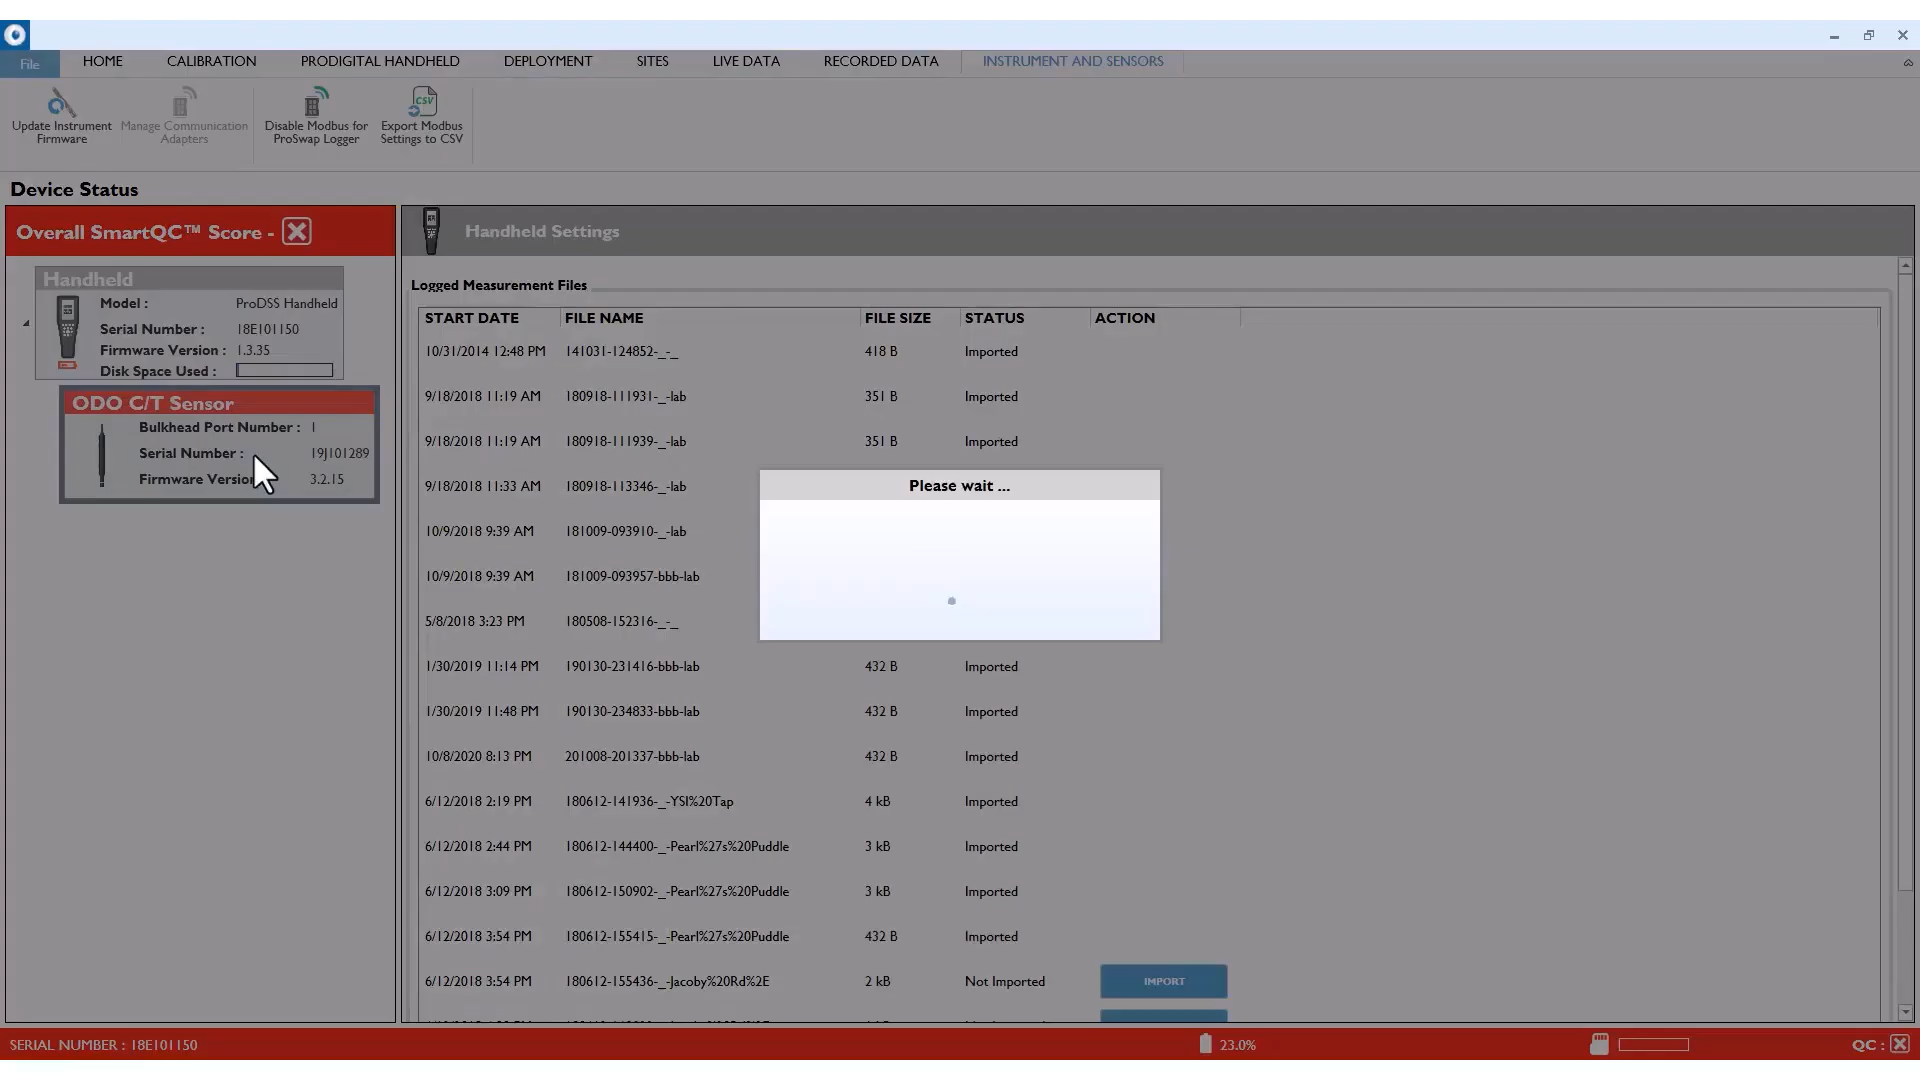 File HOME CALIBRATION PRODIGITAL HANDHELD DEPLOYMENT SITES LIVE DATA RECORDED DATA INSTRUMENT AND SENSORS
Update Instrument Firmware
Manage Communication Adapters
Disable Modbus for ProSwap Logger
CSV
Export Modbus Settings to CSV
Device Status
Overall SmartQC™ Score -
Handheld
Model : ProDSS Handheld
Serial Number : 18E101150
Firmware Version : 1.3.35
Disk Space Used :
ODO C/T Sensor
Bulkhead Port Number : 1
Serial Number : 19J101289
Firmware Versio 3.2.15
Handheld Settings
Logged Measurement Files
START DATE FILE NAME FILE SIZE STATUS ACTION
10/31/2014 12:48 PM 141031-124852-_-_ 418 B Imported
9/18/2018 11:19 AM 180918-111931-_-lab 351 B Imported
9/18/2018 11:19 AM 180918-111939-_-lab 351 B Imported
9/18/2018 11:33 AM 180918-113346-_-lab
10/9/2018 9:39 AM 181009-093910-_-lab
10/9/2018 9:39 AM 181009-093957-bbb-lab
5/8/2018 3:23 PM 180508-152316-_-_
1/30/2019 11:14 PM 190130-231416-bbb-lab 432 B Imported
1/30/2019 11:48 PM 190130-234833-bbb-lab 432 B Imported
10/8/2020 8:13 PM 201008-201337-bbb-lab 432 B Imported
6/12/2018 2:19 PM 180612-141936-_-YSI%20Tap 4 kB Imported
6/12/2018 2:44 PM 180612-144400-_-Pearl%27s%20Puddle 3 kB Imported
6/12/2018 3:09 PM 180612-150902-_-Pearl%27s%20Puddle 3 kB Imported
6/12/2018 3:54 PM 180612-155415-_-Pearl%27s%20Puddle 432 B Imported
6/12/2018 3:54 PM 180612-155436-_-Jacoby%20Rd%2E 2 kB Not Imported IMPORT
Please wait ...
SERIAL NUMBER : 18E101150 23.0% QC :